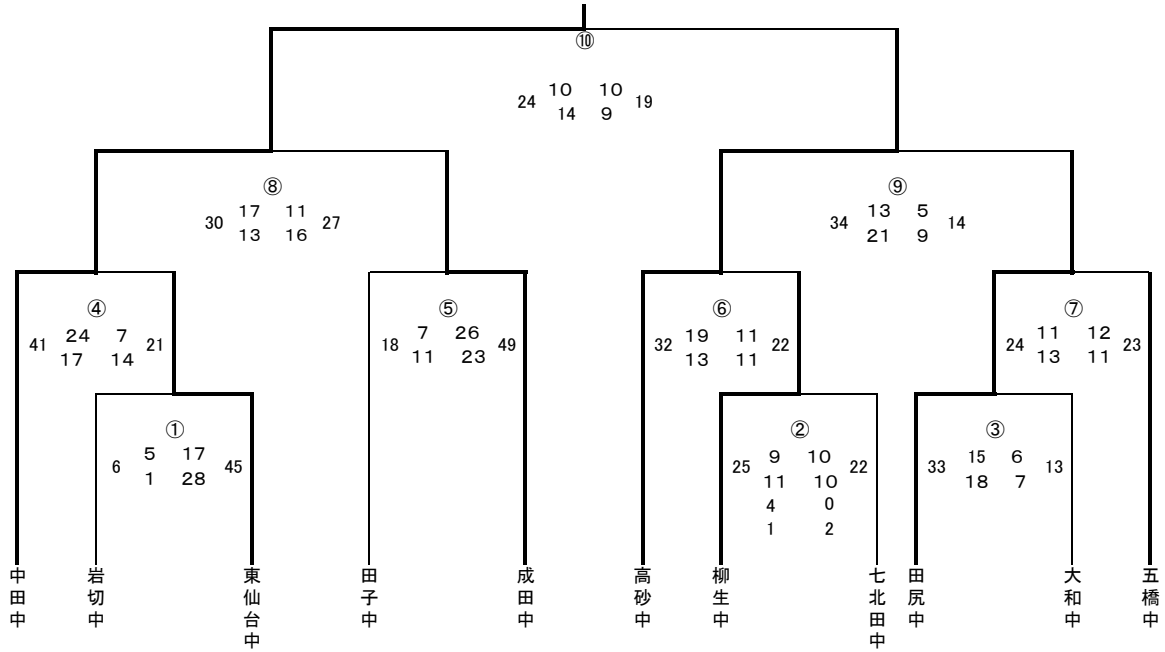 ⑩
10 10
24 19
14 9
⑧ ⑨
17 11 13 5
30 27 34 14
13 16 21 9
④ ⑤ ⑥ ⑦
24 7 7 26 19 11 11 12
41 21 18 49 32 22 24 23
17 14 11 23 13 11 13 11
① ② ③
5 17 9 10 15 6
6 45 25 22 33 13
1 28 11 10 18 7
4 0
1 2
中田中
岩切中
東仙台中
田子中
成田中
高砂中
柳生中
七北田中
田尻中
大和中
五橋中